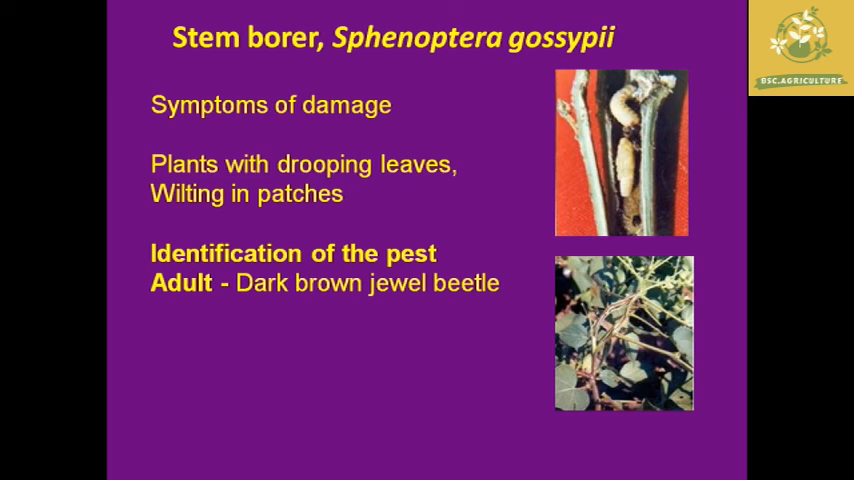 Stem borer, Sphenoptera gossypii
BSC.AGRICULTURE
Symptoms of damage
Plants with drooping leaves,
Wilting in patches
Identification of the pest
Adult - Dark brown jewel beetle